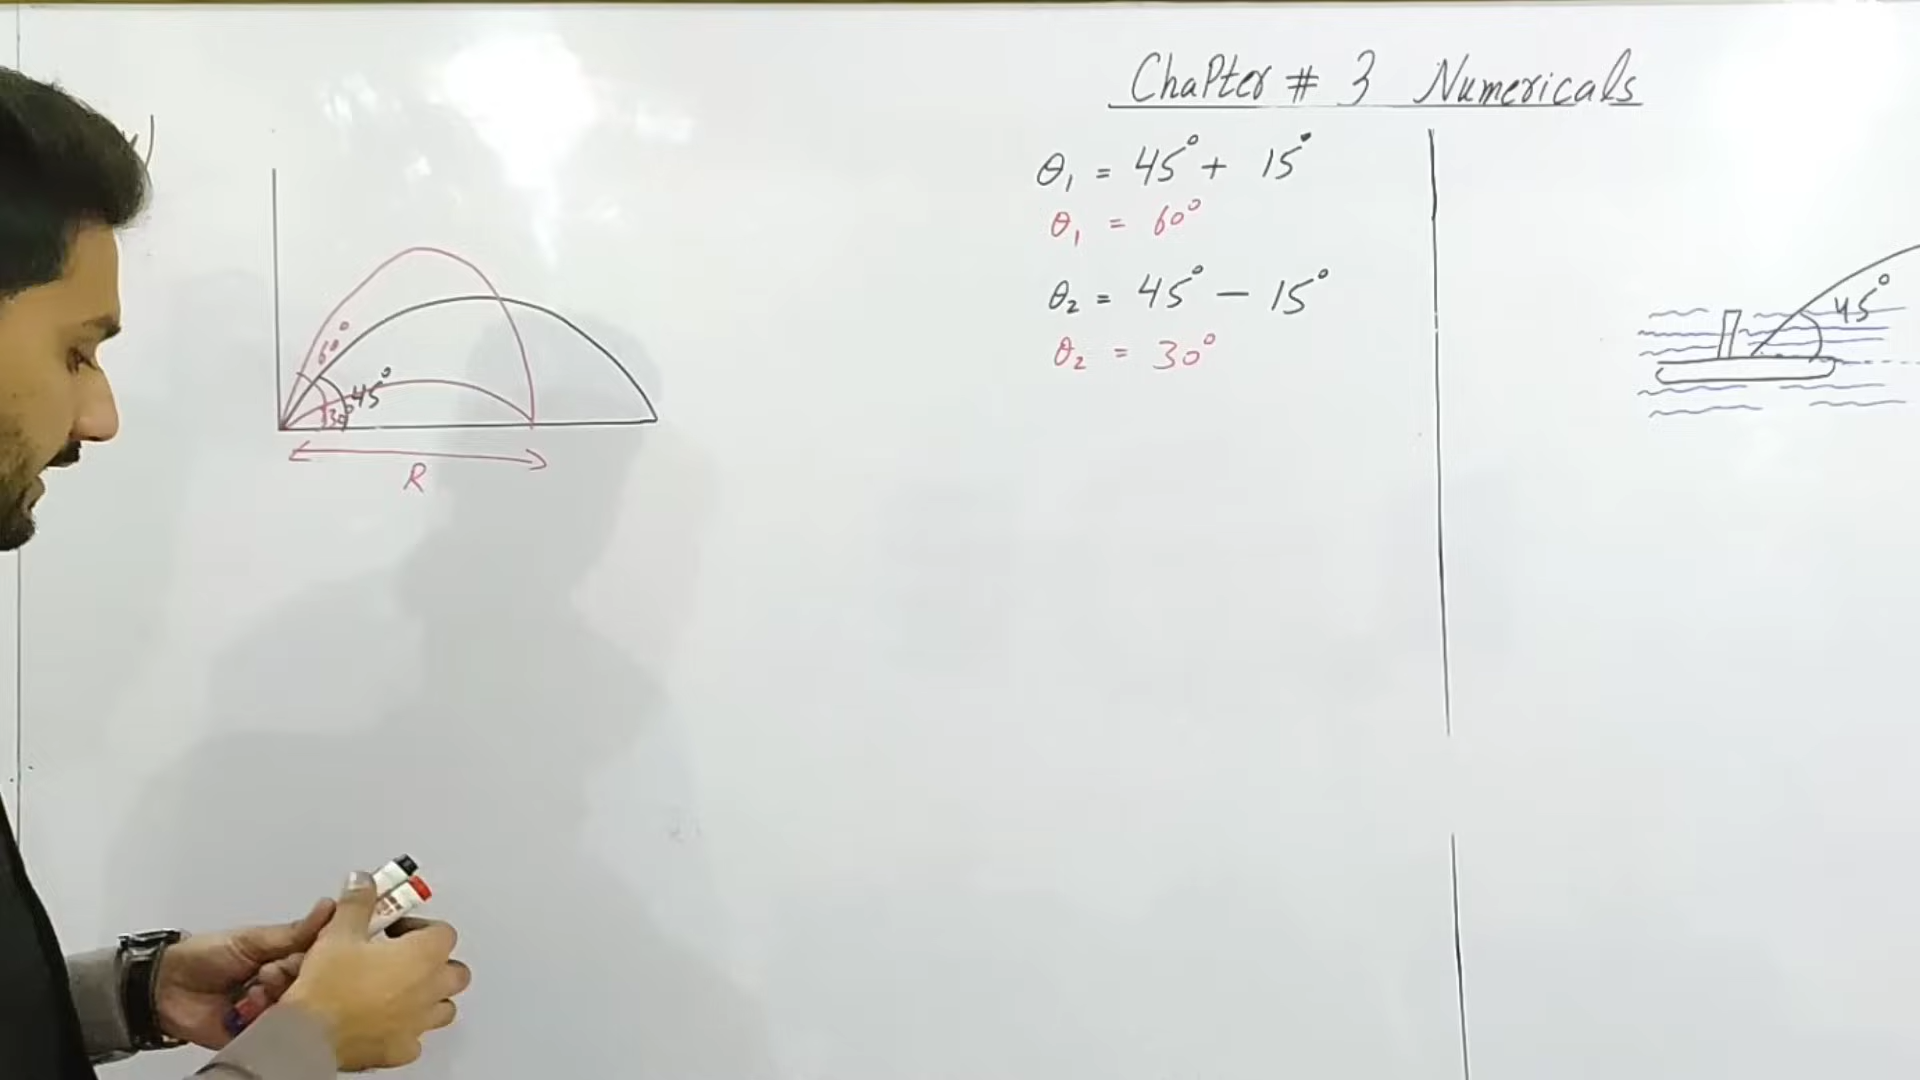 Chapter # 3 Numericals
θ₁ = 45° + 15°
θ₁ = 60°
θ₂ = 45° − 15°
θ₂ = 30°
60°
45°
30°
R
45°